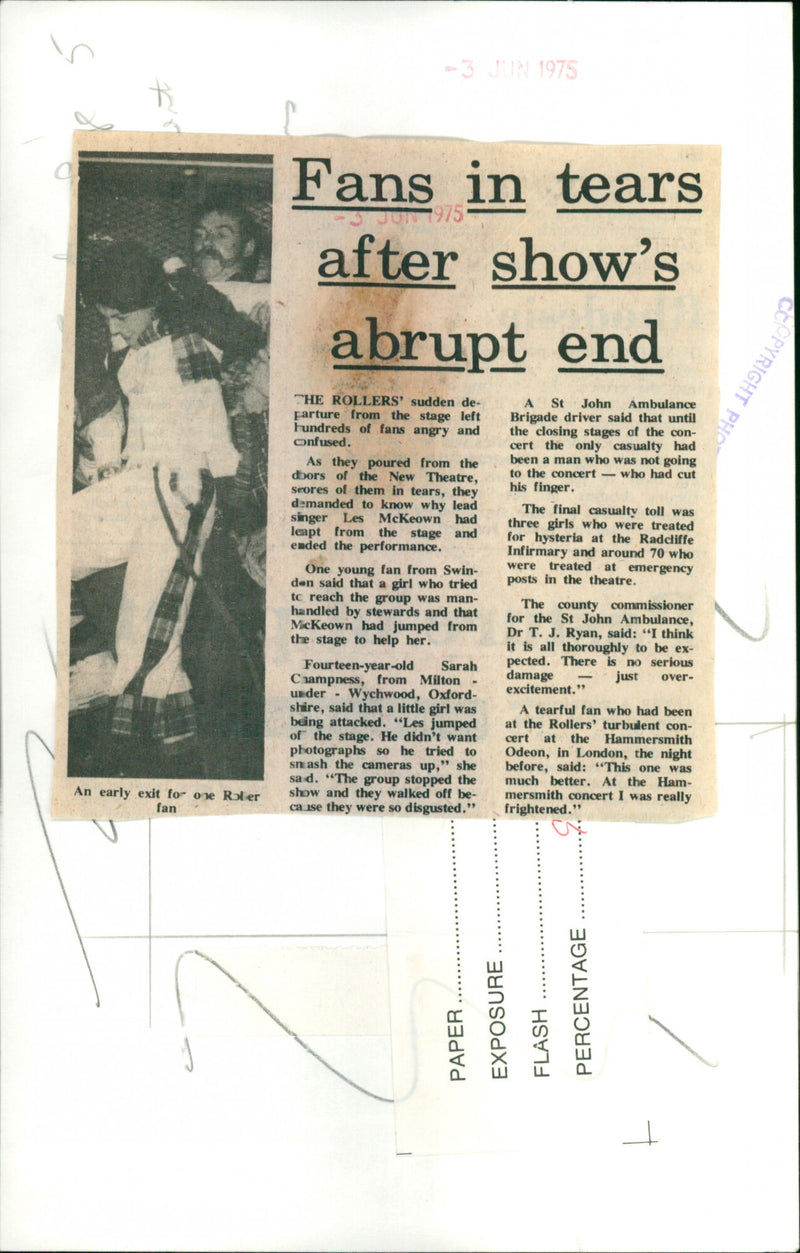 -3 JUN 1975
Fans in tears
-3 JUN 1975
after show's
abrupt end
THE ROLLERS' sudden de-
parture from the stage left
hundreds of fans angry and
confused.
As they poured from the
doors of the New Theatre,
scores of them in tears, they
demanded to know why lead
singer Les McKeown had
leapt from the stage and
ended the performance.
One young fan from Swin-
don said that a girl who tried
to reach the group was man-
handled by stewards and that
McKeown had jumped from
the stage to help her.
Fourteen-year-old Sarah
Champness, from Milton -
under - Wychwood, Oxford-
shire, said that a little girl was
being attacked. "Les jumped
off the stage. He didn't want
photographs so he tried to
smash the cameras up," she
said. "The group stopped the
show and they walked off be-
cause they were so disgusted."
A St John Ambulance
Brigade driver said that until
the closing stages of the con-
cert the only casualty had
been a man who was not going
to the concert — who had cut
his finger.
The final casualty toll was
three girls who were treated
for hysteria at the Radcliffe
Infirmary and around 70 who
were treated at emergency
posts in the theatre.
The county commissioner
for the St John Ambulance,
Dr T. J. Ryan, said: "I think
it is all thoroughly to be ex-
pected. There is no serious
damage — just over-
excitement."
A tearful fan who had been
at the Rollers' turbulent con-
cert at the Hammersmith
Odeon, in London, the night
before, said: "This one was
much better. At the Ham-
mersmith concert I was really
frightened."
An early exit for one Roller
fan
COPYRIGHT
PAPER
EXPOSURE
FLASH
PERCENTAGE